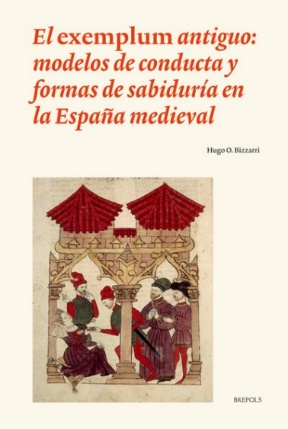 El exemplum antiguo:
modelos de conducta y
formas de sabiduría en
la España medieval
Hugo O. Bizzarri
BREPOLS